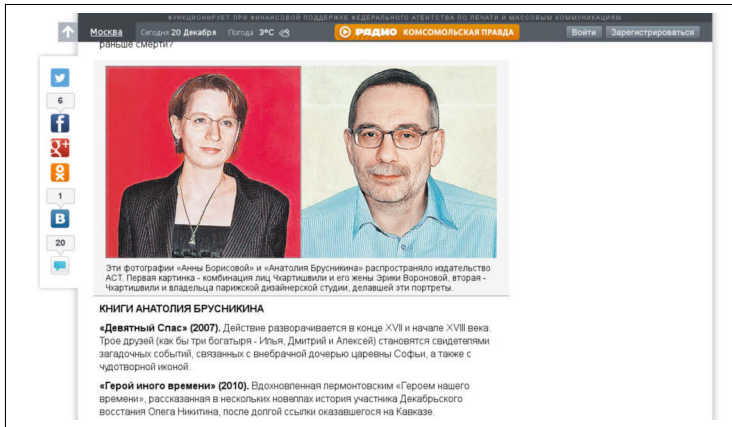 ФУНКЦИОНИРУЕТ ПРИ ФИНАНСОВОЙ ПОДДЕРЖКЕ ФЕДЕРАЛЬНОГО АГЕНТСТВА ПО ПЕЧАТИ И МАССОВЫМ КОММУНИКАЦИЯМ
Москва Сегодня 20 Декабря Погода 3°C РАДИО КОМСОМОЛЬСКАЯ ПРАВДА Войти Зарегистрироваться
раньше смерти?
6
1
20
Эти фотографии «Анны Борисовой» и «Анатолия Брусникина» распространяло издательство
АСТ. Первая картинка - комбинация лиц Чхартишвили и его жены Эрики Вороновой, вторая -
Чхартишвили и владельца парижской дизайнерской студии, делавшей эти портреты.
КНИГИ АНАТОЛИЯ БРУСНИКИНА
«Девятный Спас» (2007). Действие разворачивается в конце XVII и начале XVIII века.
Трое друзей (как бы три богатыря - Илья, Дмитрий и Алексей) становятся свидетелями
загадочных событий, связанных с внебрачной дочерью царевны Софьи, а также с
чудотворной иконой.
«Герой иного времени» (2010). Вдохновленная лермонтовским «Героем нашего
времени», рассказанная в нескольких новеллах история участника Декабрьского
восстания Олега Никитина, после долгой ссылки оказавшегося на Кавказе.